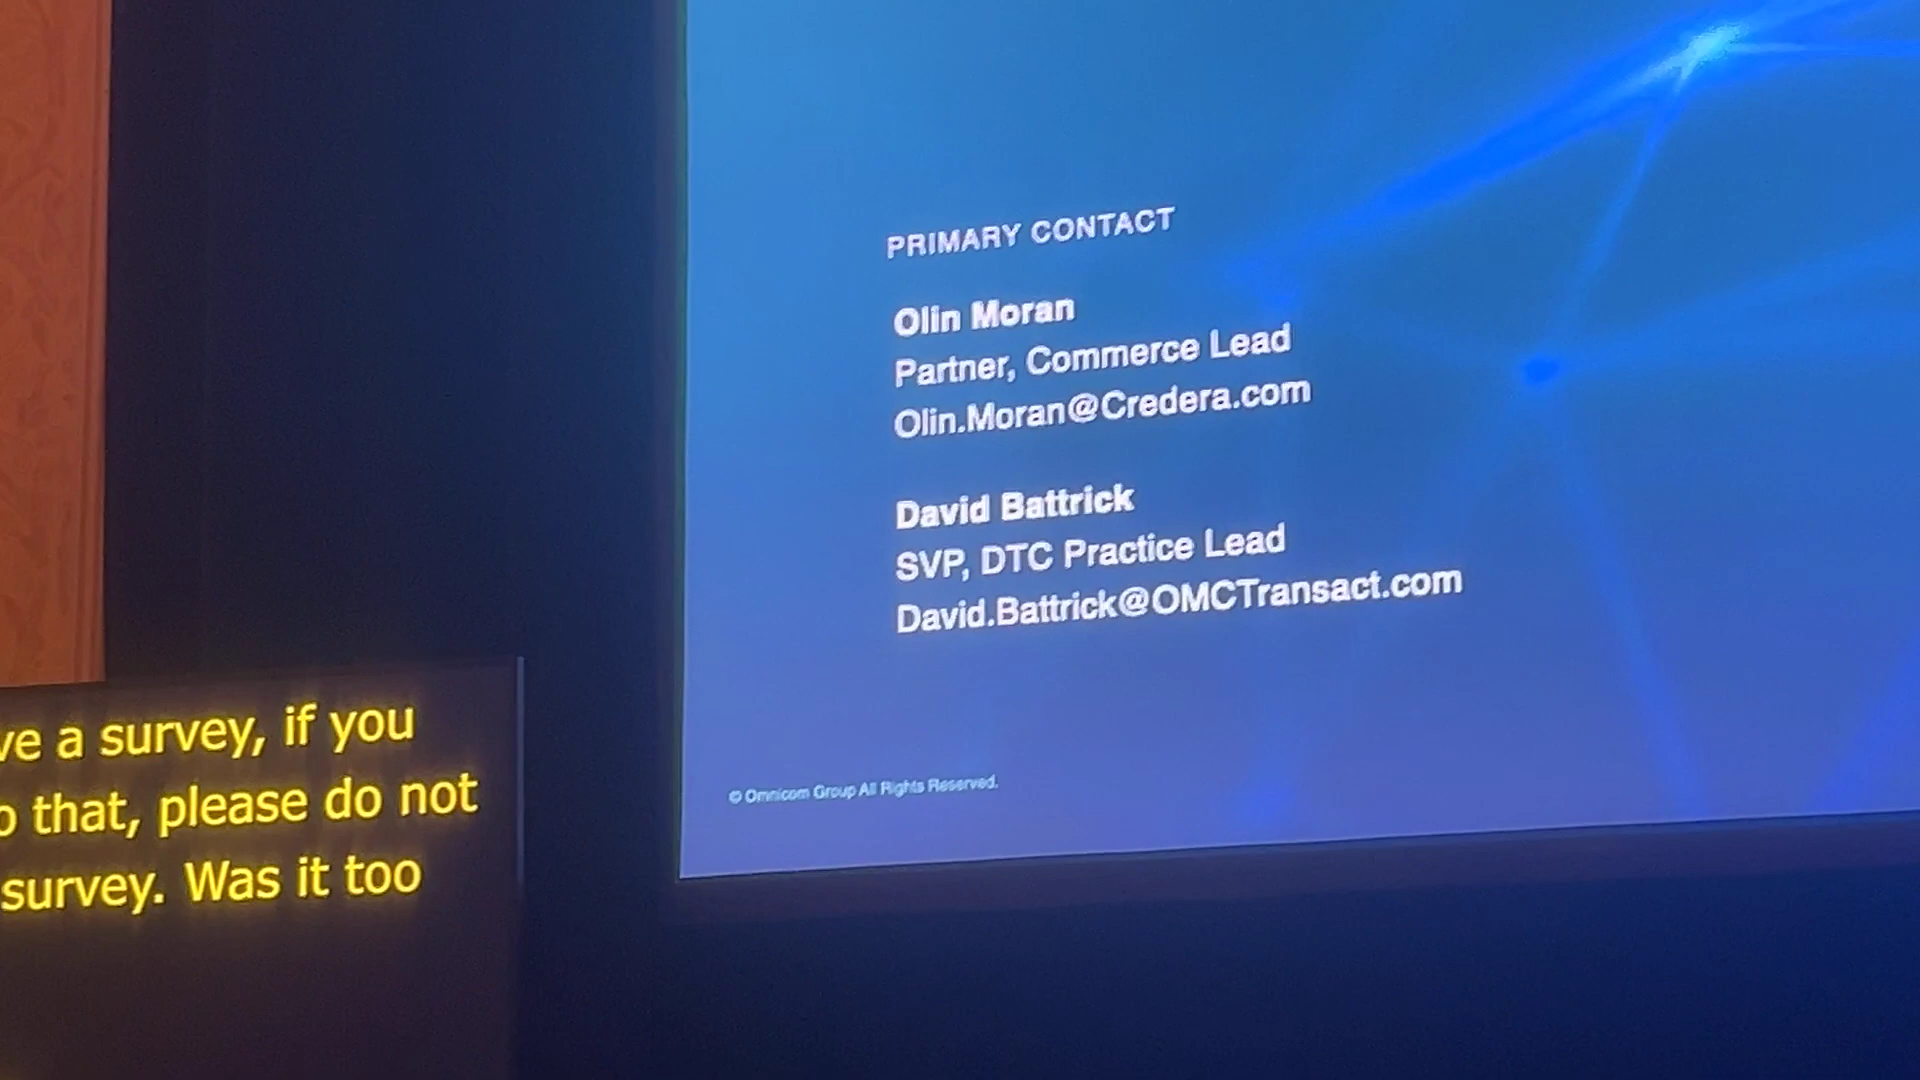 PRIMARY CONTACT
Olin Moran
Partner, Commerce Lead
Olin.Moran@Credera.com
David Battrick
SVP, DTC Practice Lead
David.Battrick@OMCTransact.com
© Omnicom Group All Rights Reserved.
a survey, if you
that, please do not
survey. Was it too